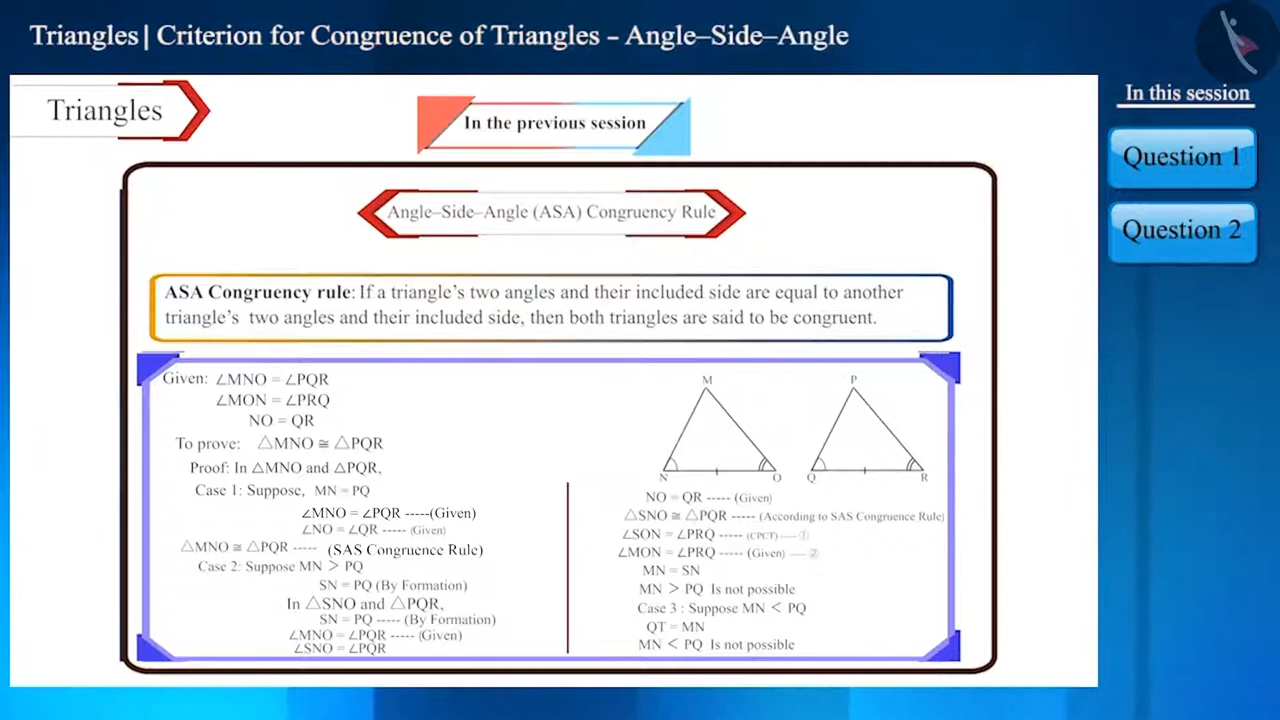 Triangles | Criterion for Congruence of Triangles – Angle–Side–Angle
In this session
Question 1
Question 2
Triangles
In the previous session
Angle–Side–Angle (ASA) Congruency Rule
ASA Congruency rule: If a triangle's two angles and their included side are equal to another
triangle's two angles and their included side, then both triangles are said to be congruent.
Given: ∠MNO = ∠PQR
∠MON = ∠PRQ
NO = QR
To prove: △MNO ≅ △PQR
Proof: In △MNO and △PQR,
Case 1: Suppose, MN = PQ
∠MNO = ∠PQR -----(Given)
∠NO = ∠QR ----- (Given)
△MNO ≅ △PQR ----- (SAS Congruence Rule)
Case 2: Suppose MN > PQ
SN = PQ (By Formation)
In △SNO and △PQR,
SN = PQ ----- (By Formation)
∠MNO = ∠PQR ----- (Given)
∠SNO = ∠PQR
M
P
N
O
Q
R
NO = QR ----- (Given)
△SNO ≅ △PQR ----- (According to SAS Congruence Rule)
∠SON = ∠PRQ ----- (CPCT) — ①
∠MON = ∠PRQ ----- (Given) — ②
MN = SN
MN > PQ Is not possible
Case 3 : Suppose MN < PQ
QT = MN
MN < PQ Is not possible